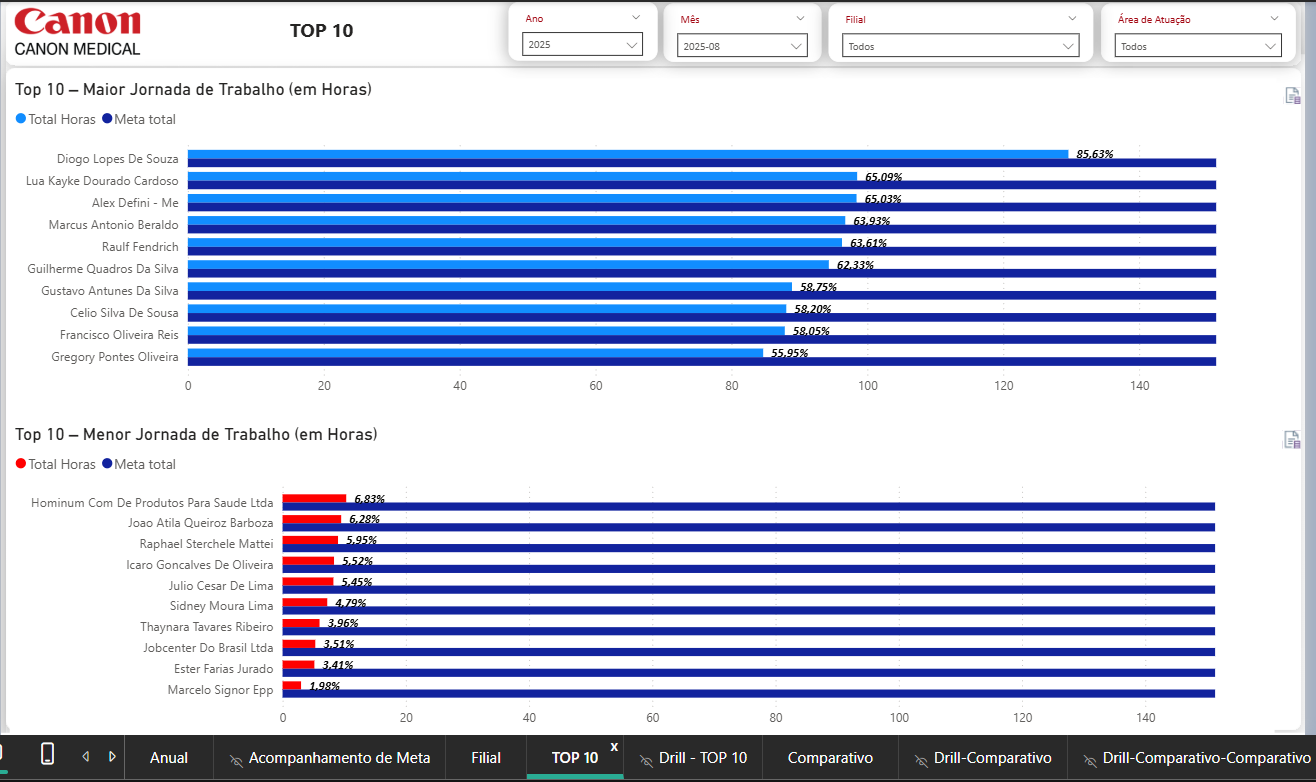 Canon
CANON MEDICAL
TOP 10
Ano
2025
Mês
2025-08
Filial
Todos
Área de Atuação
Todos
Top 10 – Maior Jornada de Trabalho (em Horas)
Total Horas Meta total
Diogo Lopes De Souza 85,63%
Lua Kayke Dourado Cardoso 65,09%
Alex Defini - Me 65,03%
Marcus Antonio Beraldo 63,93%
Raulf Fendrich 63,61%
Guilherme Quadros Da Silva 62,33%
Gustavo Antunes Da Silva 58,75%
Celio Silva De Sousa 58,20%
Francisco Oliveira Reis 58,05%
Gregory Pontes Oliveira 55,95%
0 20 40 60 80 100 120 140
Top 10 – Menor Jornada de Trabalho (em Horas)
Total Horas Meta total
Hominum Com De Produtos Para Saude Ltda 6,83%
Joao Atila Queiroz Barboza 6,28%
Raphael Sterchele Mattei 5,95%
Icaro Goncalves De Oliveira 5,52%
Julio Cesar De Lima 5,45%
Sidney Moura Lima 4,79%
Thaynara Tavares Ribeiro 3,96%
Jobcenter Do Brasil Ltda 3,51%
Ester Farias Jurado 3,41%
Marcelo Signor Epp 1,98%
0 20 40 60 80 100 120 140
Anual Acompanhamento de Meta Filial TOP 10 x Drill - TOP 10 Comparativo Drill-Comparativo Drill-Comparativo-Comparativo